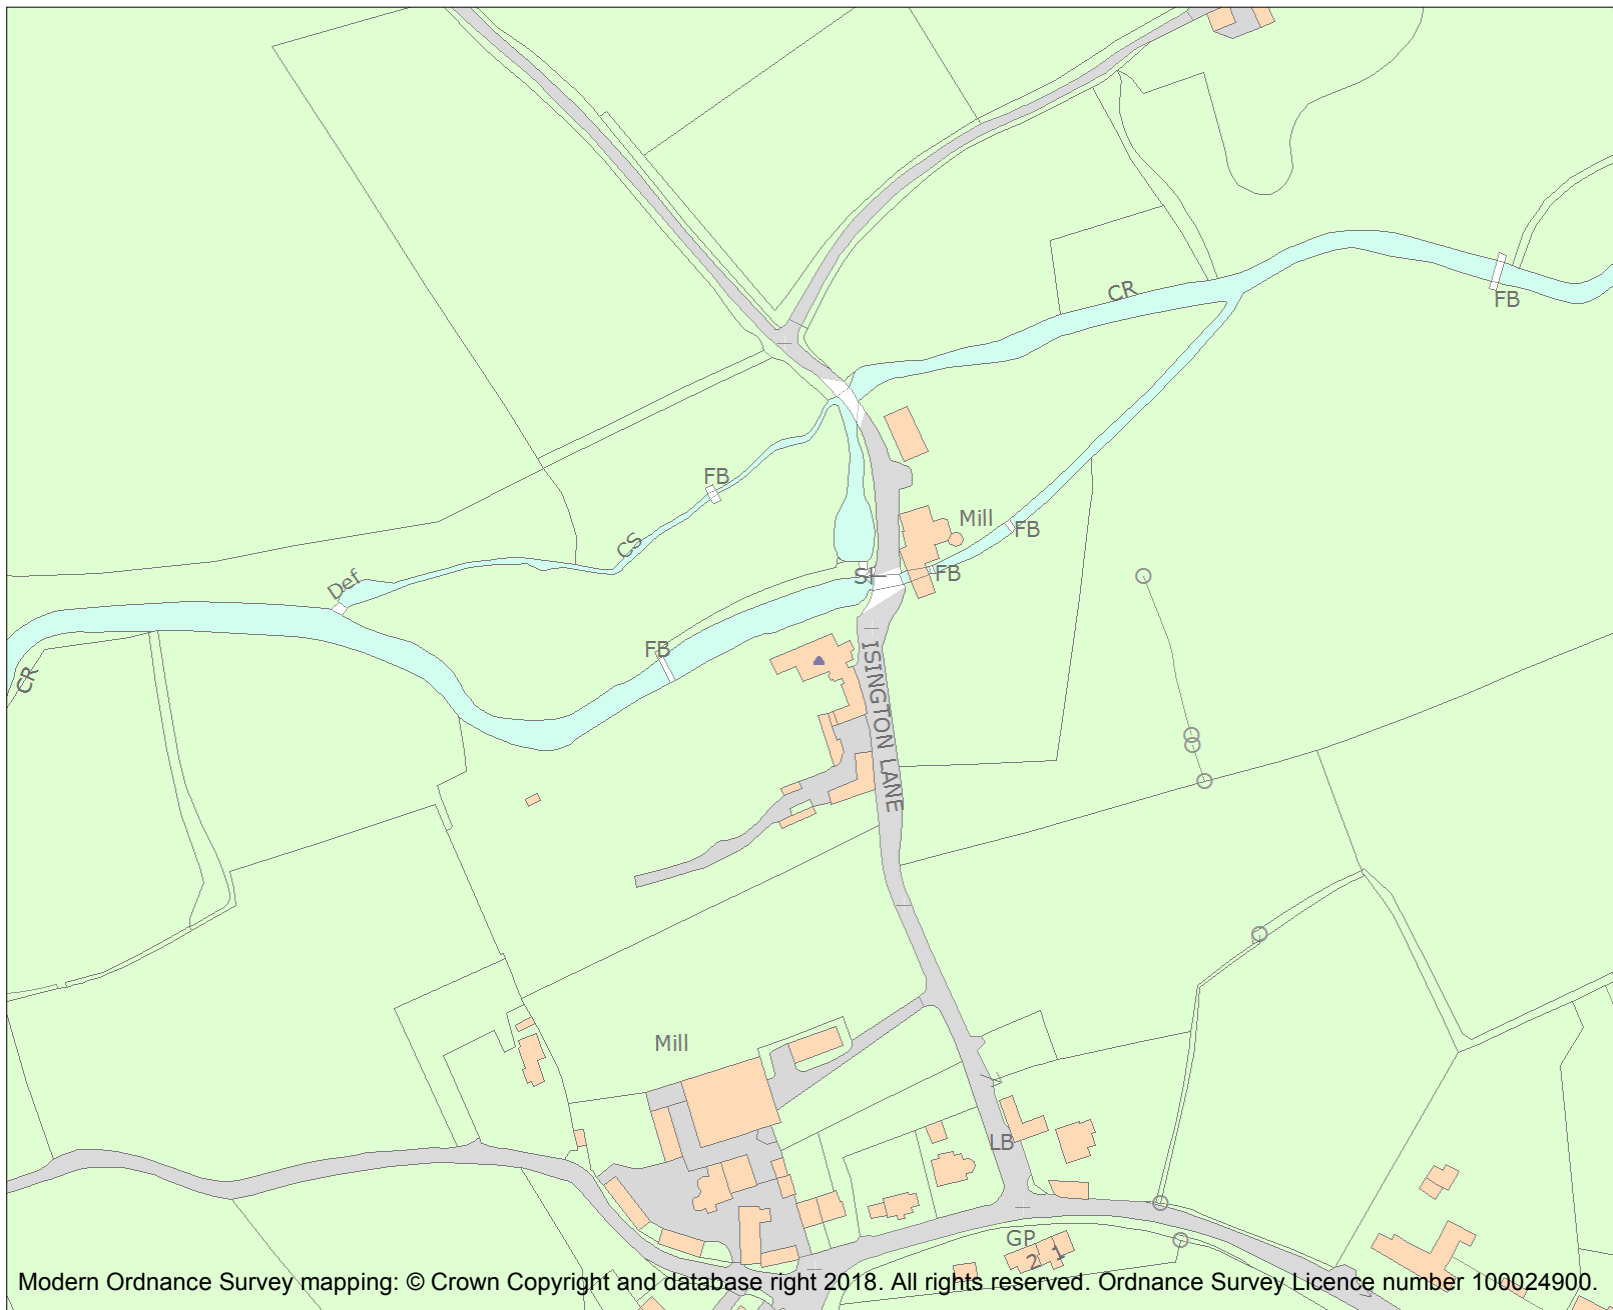 CR
FB
FB
CS
Mill
FB
Def
Sl
FB
FB
CR
ISINGTON LANE
Mill
LB
GP
2 1
Modern Ordnance Survey mapping: © Crown Copyright and database right 2018. All rights reserved. Ordnance Survey Licence number 100024900.